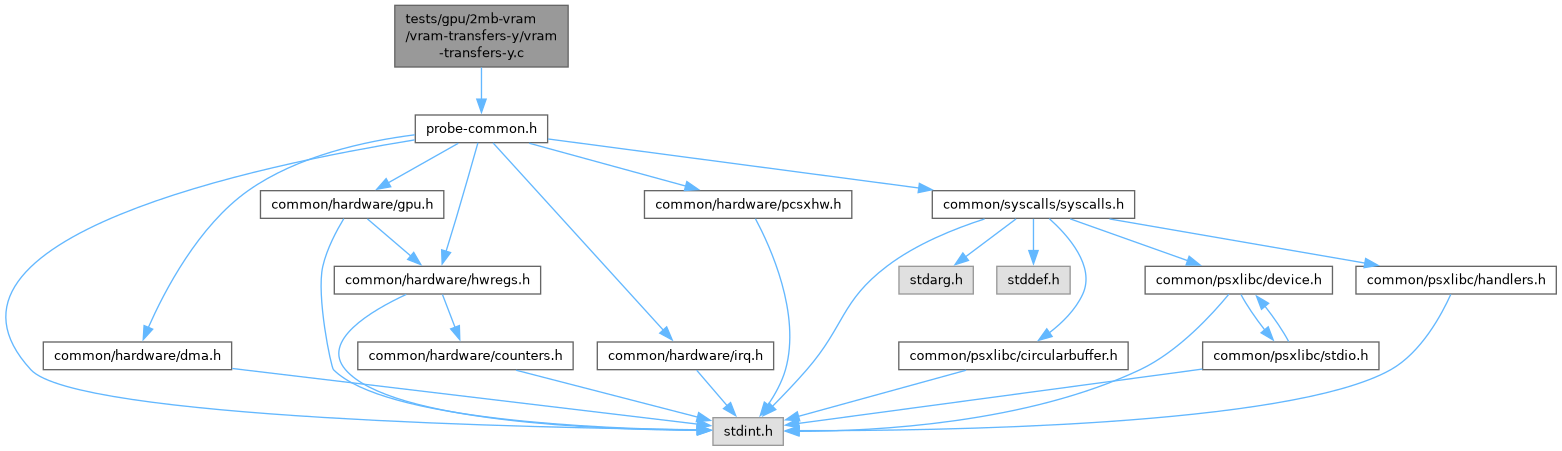 tests/gpu/2mb-vram
/vram-transfers-y/vram
-transfers-y.c
probe-common.h
common/hardware/gpu.h
common/hardware/pcsxhw.h
common/syscalls/syscalls.h
common/hardware/hwregs.h
stdarg.h
stddef.h
common/psxlibc/device.h
common/psxlibc/handlers.h
common/hardware/dma.h
common/hardware/counters.h
common/hardware/irq.h
common/psxlibc/circularbuffer.h
common/psxlibc/stdio.h
stdint.h